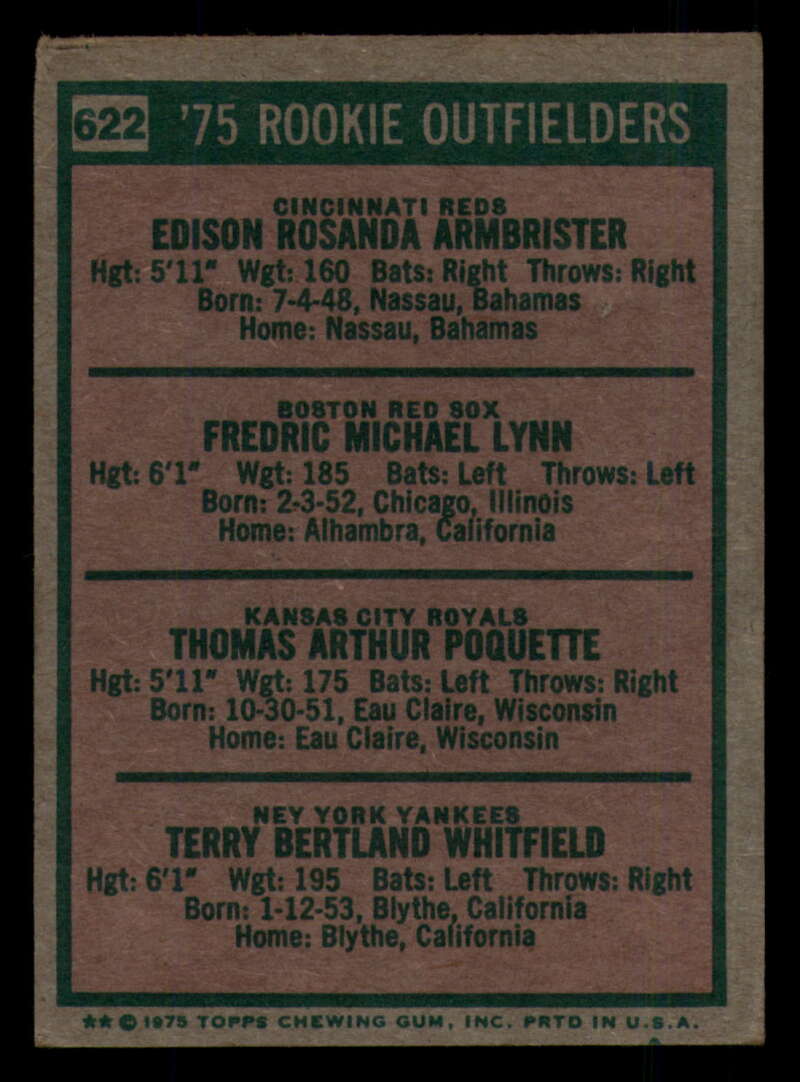 622 '75 ROOKIE OUTFIELDERS
CINCINNATI REDS
EDISON ROSANDA ARMBRISTER
Hgt: 5'11" Wgt: 160 Bats: Right Throws: Right
Born: 7-4-48, Nassau, Bahamas
Home: Nassau, Bahamas
BOSTON RED SOX
FREDRIC MICHAEL LYNN
Hgt: 6'1" Wgt: 185 Bats: Left Throws: Left
Born: 2-3-52, Chicago, Illinois
Home: Alhambra, California
KANSAS CITY ROYALS
THOMAS ARTHUR POQUETTE
Hgt: 5'11" Wgt: 175 Bats: Left Throws: Right
Born: 10-30-51, Eau Claire, Wisconsin
Home: Eau Claire, Wisconsin
NEY YORK YANKEES
TERRY BERTLAND WHITFIELD
Hgt: 6'1" Wgt: 195 Bats: Left Throws: Right
Born: 1-12-53, Blythe, California
Home: Blythe, California
★★ © 1975 TOPPS CHEWING GUM, INC. PRTD IN U.S.A.